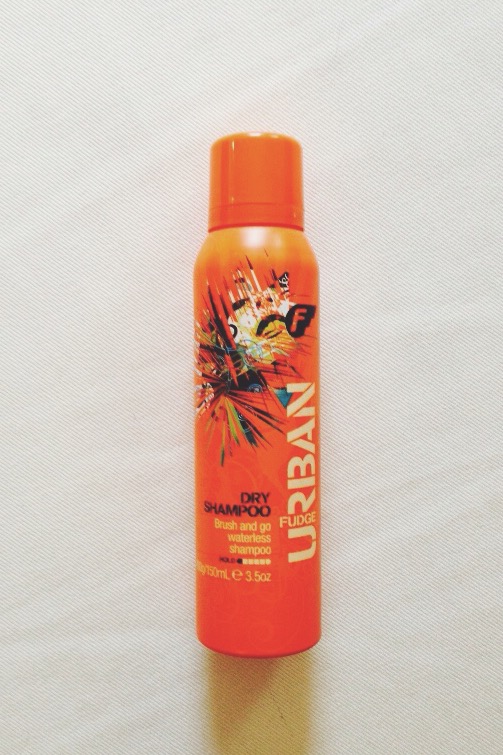 F
URBAN
FUDGE
DRY
SHAMPOO
Brush and go
waterless
shampoo
HOLD
/150mL ℮ 3.5oz